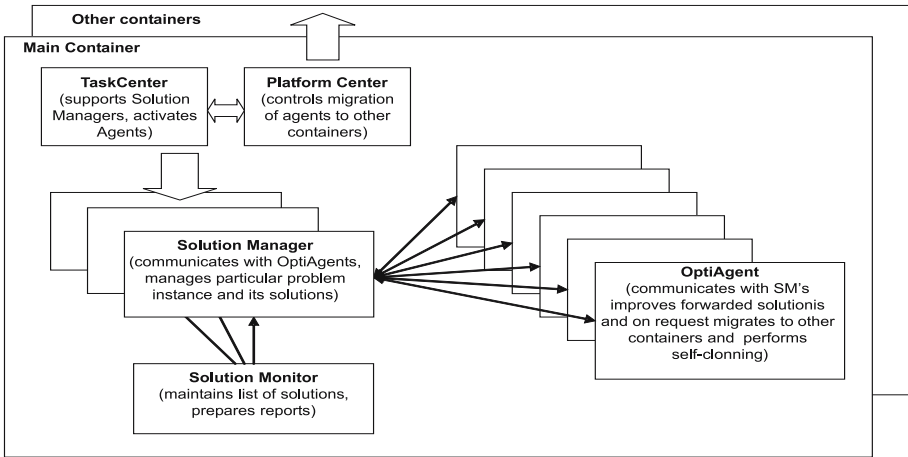 Other containers
Main Container
TaskCenter
(supports Solution
Managers, activates
Agents)
Platform Center
(controls migration
of agents to other
containers)
Solution Manager
(communicates with OptiAgents,
manages particular problem
instance and its solutions)
OptiAgent
(communicates with SM's
improves forwarded solutionis
and on request migrates to other
containers and performs
self-clonning)
Solution Monitor
(maintains list of solutions,
prepares reports)